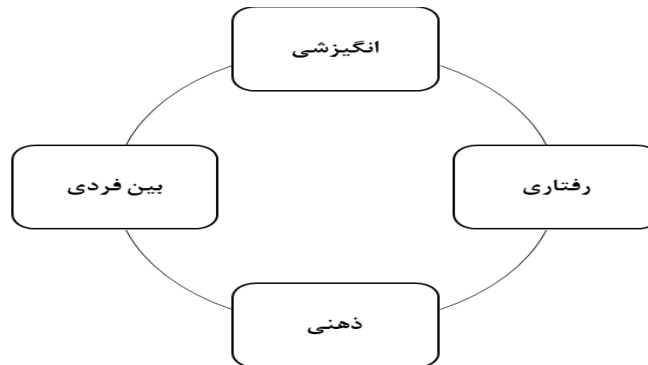 انگیزشی
رفتاری
بین فردی
ذهنی